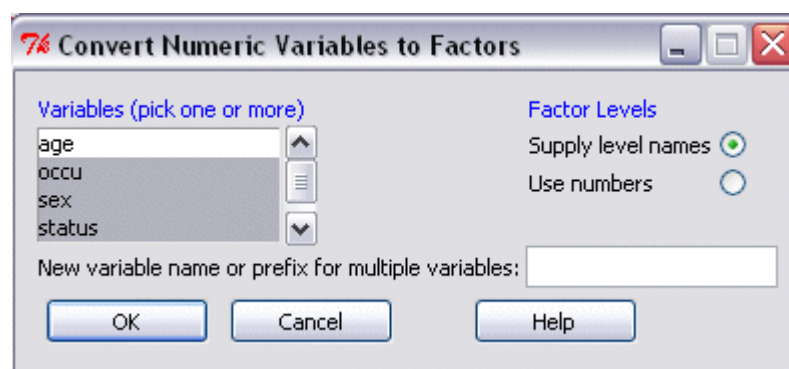 Convert Numeric Variables to Factors
Variables (pick one or more)
age
occu
sex
status
Factor Levels
Supply level names
Use numbers
New variable name or prefix for multiple variables:
OK
Cancel
Help